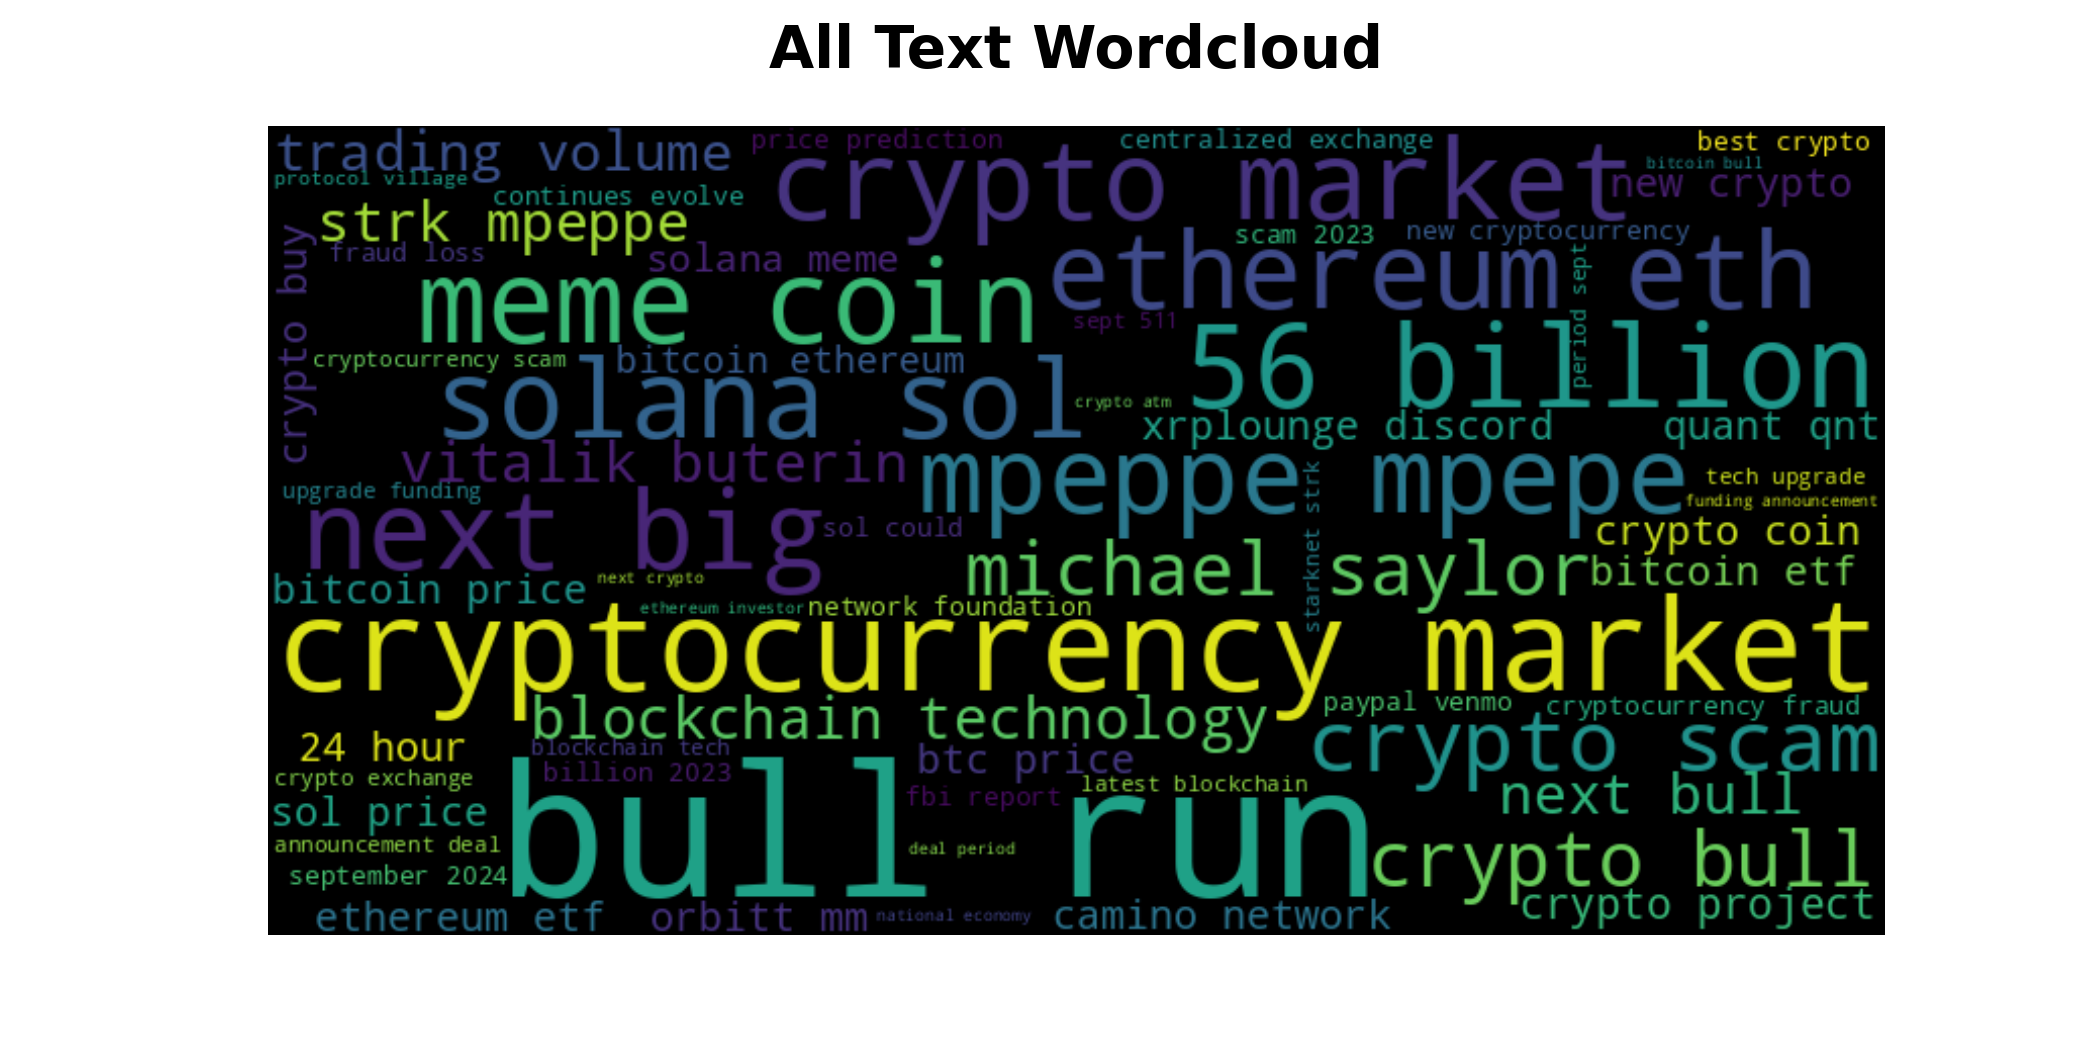 All Text Wordcloud
trading volume
price prediction
centralized exchange
best crypto
bitcoin bull
protocol village
continues evolve
crypto market
new crypto
strk mpeppe
scam 2023
new cryptocurrency
fraud loss
solana meme
crypto buy
meme coin
ethereum eth
period sept
sept 511
cryptocurrency scam
bitcoin ethereum
56 billion
solana sol
crypto atm
xrplounge discord
quant qnt
vitalik buterin
mpeppe mpepe
tech upgrade
upgrade funding
funding announcement
next big
sol could
starknet strk
crypto coin
michael saylor
bitcoin etf
bitcoin price
next crypto
ethereum investor
network foundation
cryptocurrency market
blockchain technology
paypal venmo
cryptocurrency fraud
24 hour
blockchain tech
btc price
crypto scam
crypto exchange
billion 2023
fbi report
latest blockchain
next bull
sol price
bull run
announcement deal
deal period
crypto bull
september 2024
crypto project
ethereum etf
orbitt mm
national economy
camino network